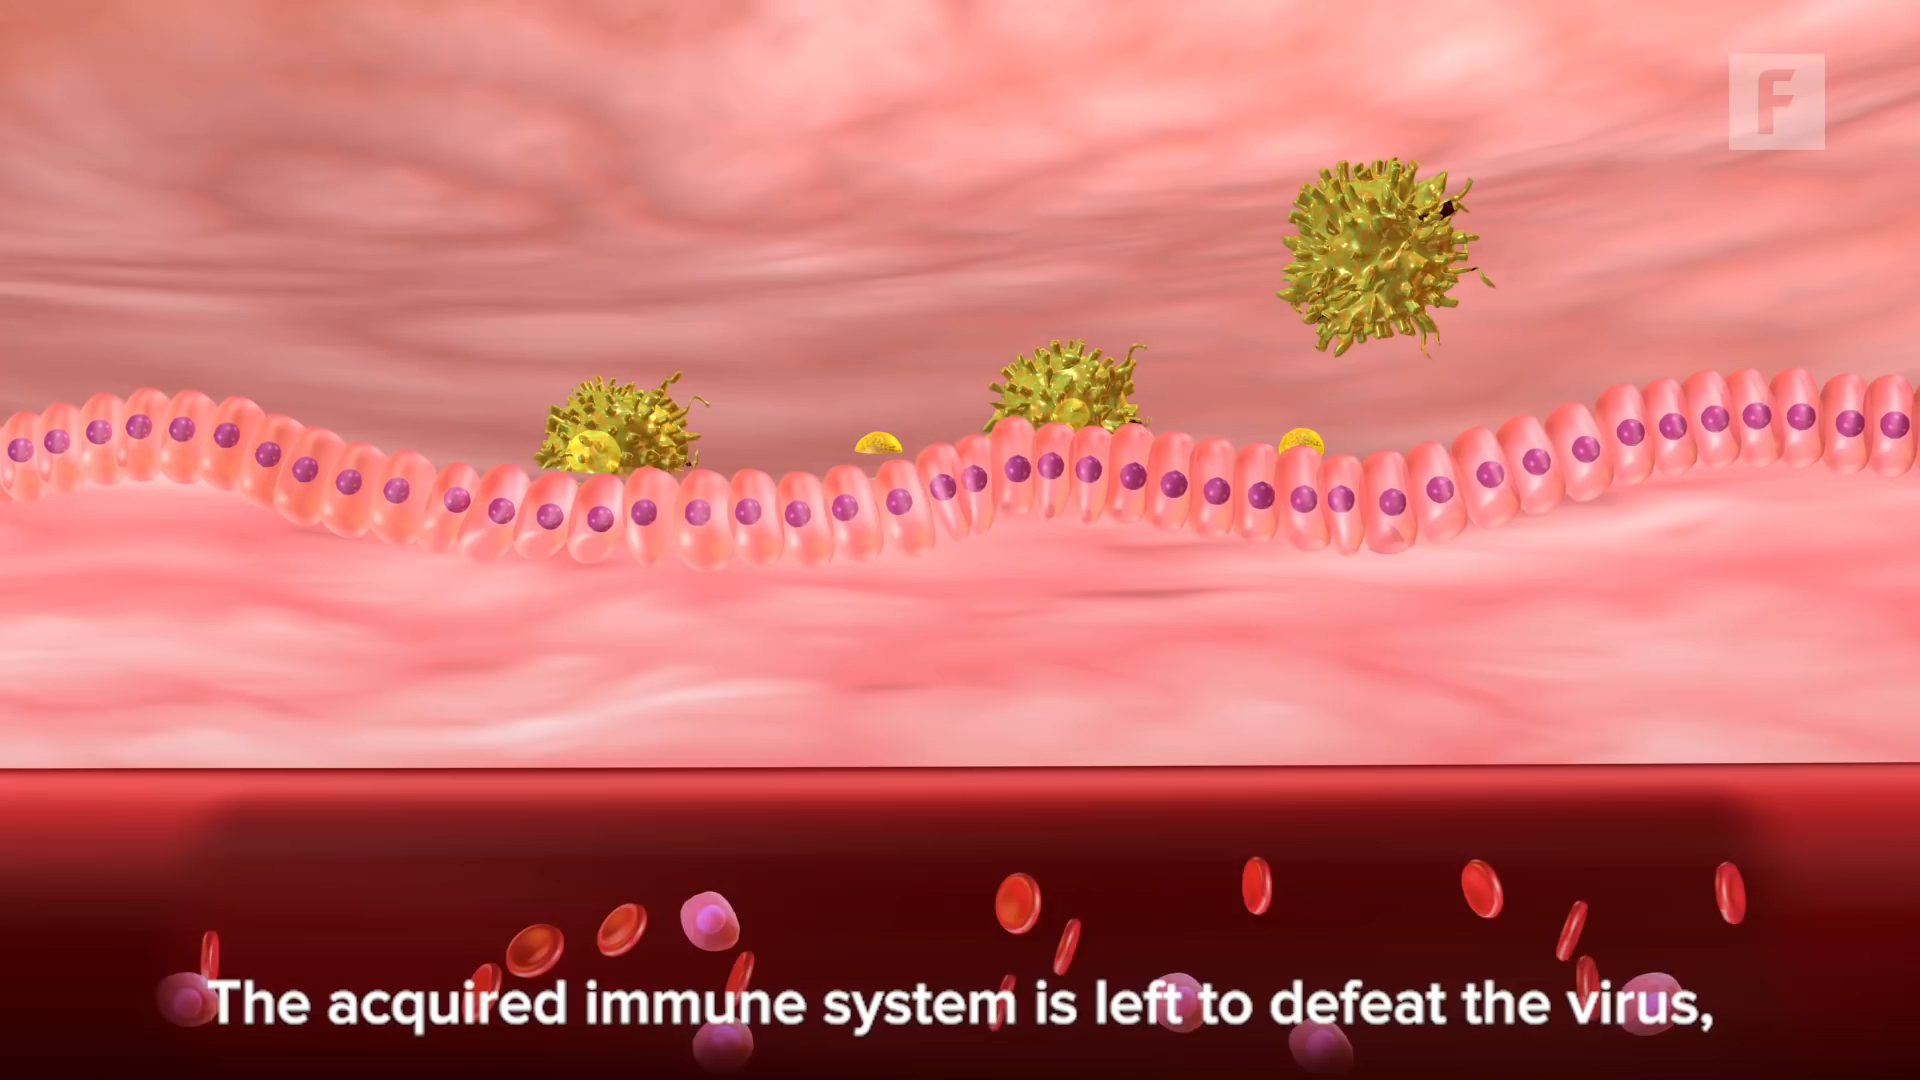 F
The acquired immune system is left to defeat the virus,